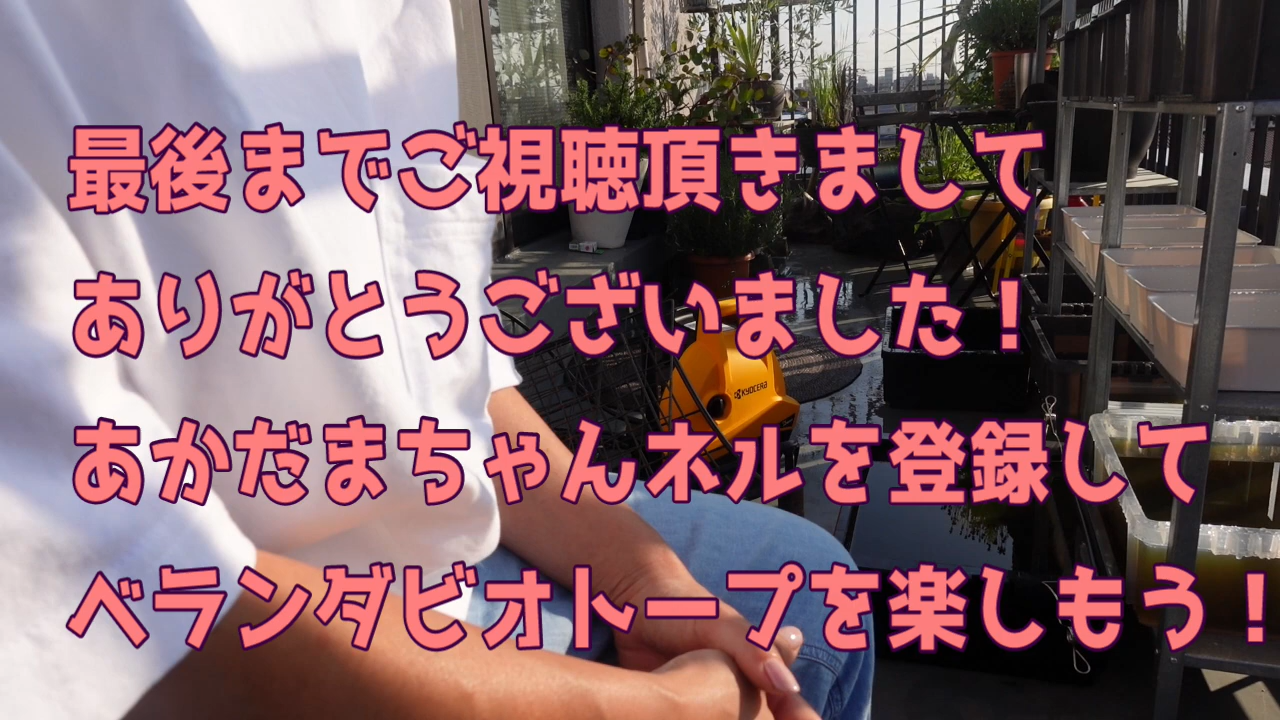 最後までご視聴頂きまして
ありがとうございました！
KYOCERA
あかだまちゃんネルを登録して
ベランダビオトープを楽しもう！